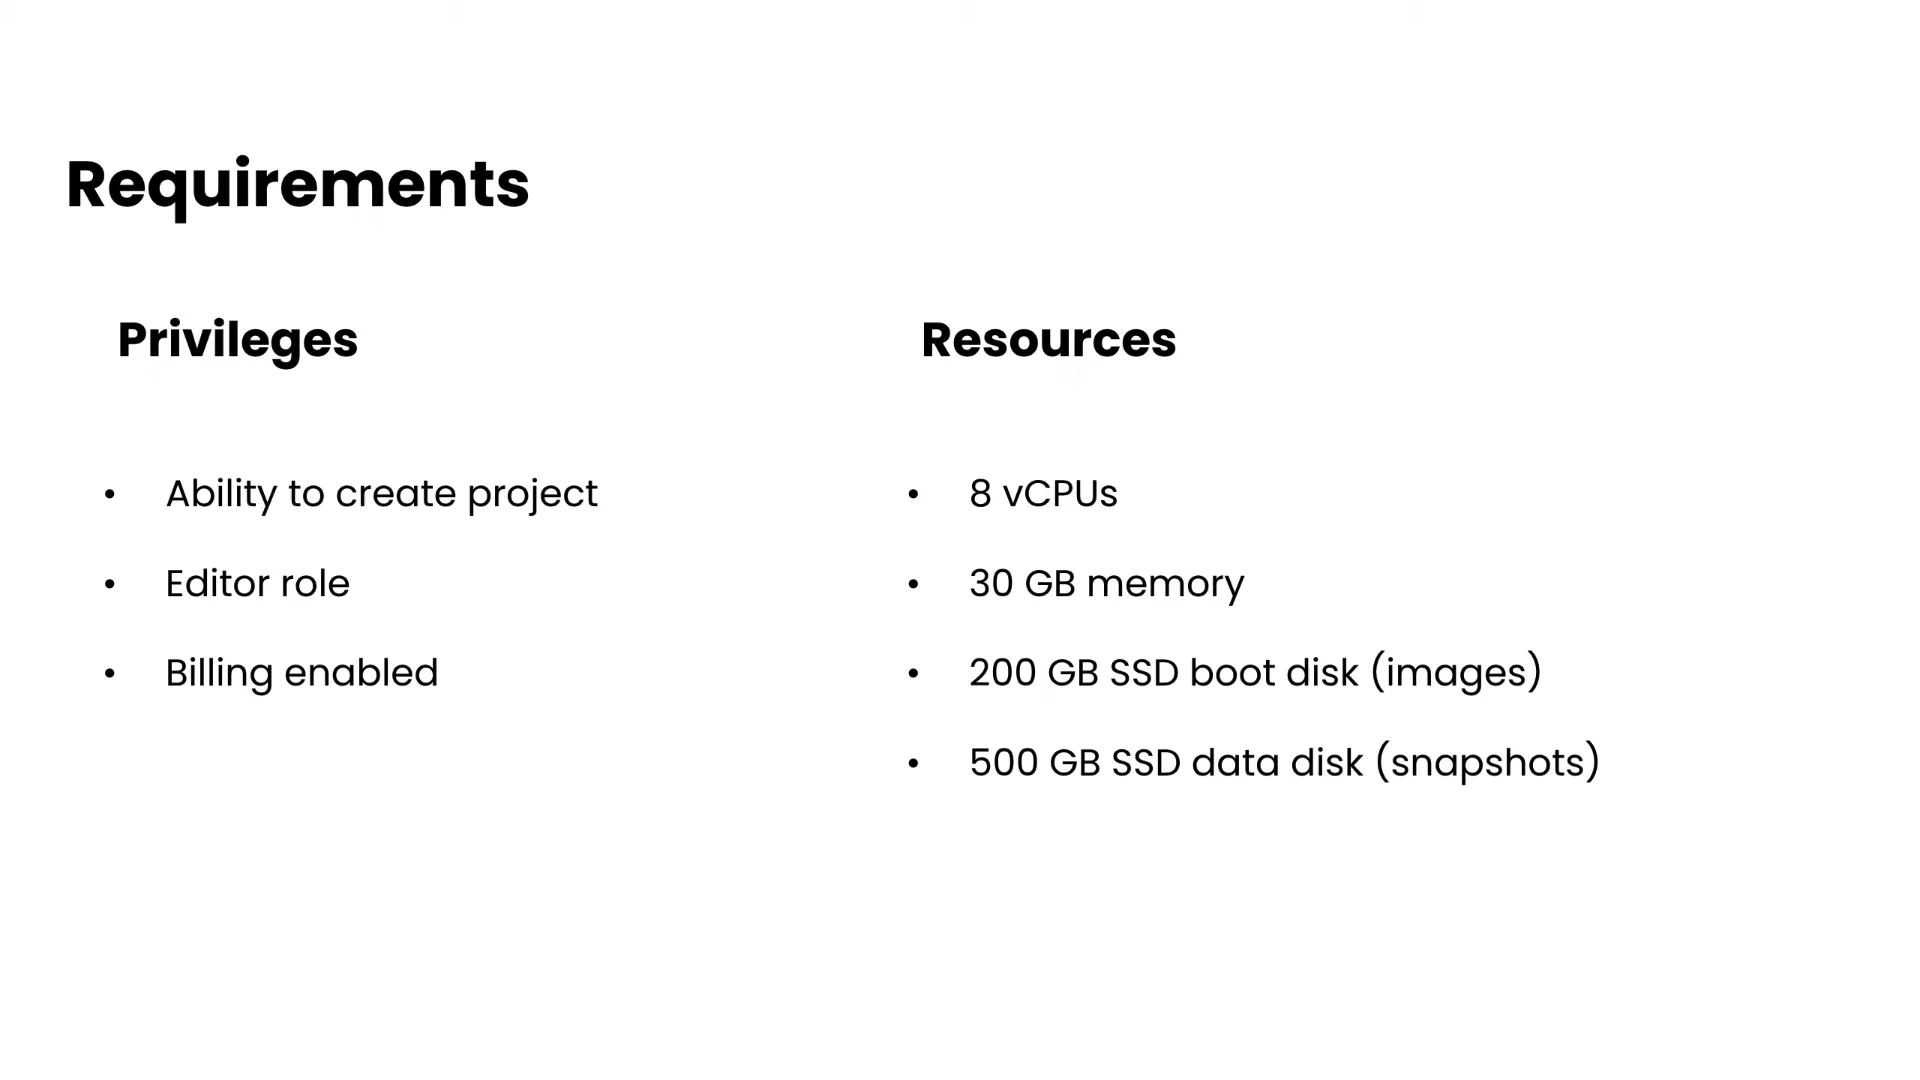 Requirements
Privileges
• Ability to create project
• Editor role
• Billing enabled
Resources
• 8 vCPUs
• 30 GB memory
• 200 GB SSD boot disk (images)
• 500 GB SSD data disk (snapshots)